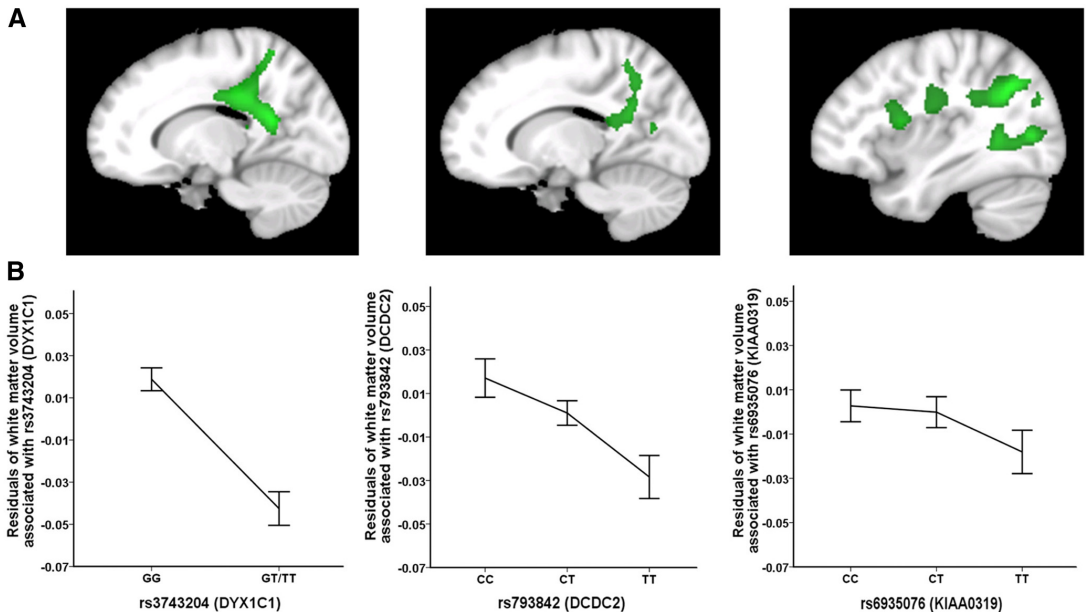 A
B
Residuals of white matter volume
associated with rs3743204 (DYX1C1)
0.05
0.03
0.01
-0.01
-0.03
-0.05
-0.07
GG
GT/TT
rs3743204 (DYX1C1)
Residuals of white matter volume
associated with rs793842 (DCDC2)
0.05
0.03
0.01
-0.01
-0.03
-0.05
-0.07
CC
CT
TT
rs793842 (DCDC2)
Residuals of white matter volume
associated with rs6935076 (KIAA0319)
0.05
0.03
0.01
-0.01
-0.03
-0.05
-0.07
CC
CT
TT
rs6935076 (KIAA0319)